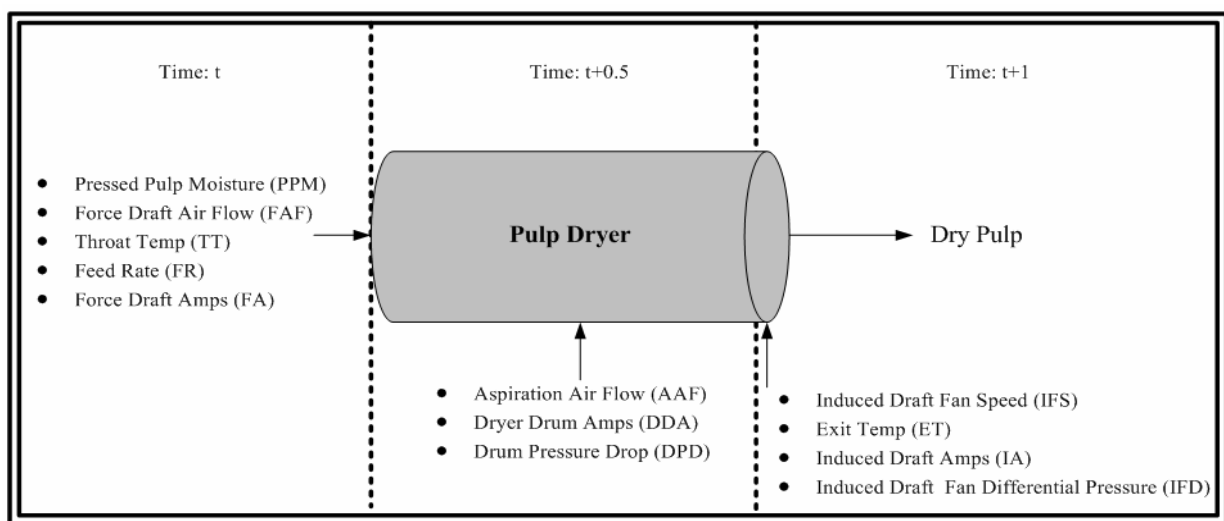 Time: t
Time: t+0.5
Time: t+1
Pressed Pulp Moisture (PPM)
Force Draft Air Flow (FAF)
Throat Temp (TT)
Feed Rate (FR)
Force Draft Amps (FA)
Pulp Dryer
Dry Pulp
Aspiration Air Flow (AAF)
Dryer Drum Amps (DDA)
Drum Pressure Drop (DPD)
Induced Draft Fan Speed (IFS)
Exit Temp (ET)
Induced Draft Amps (IA)
Induced Draft Fan Differential Pressure (IFD)